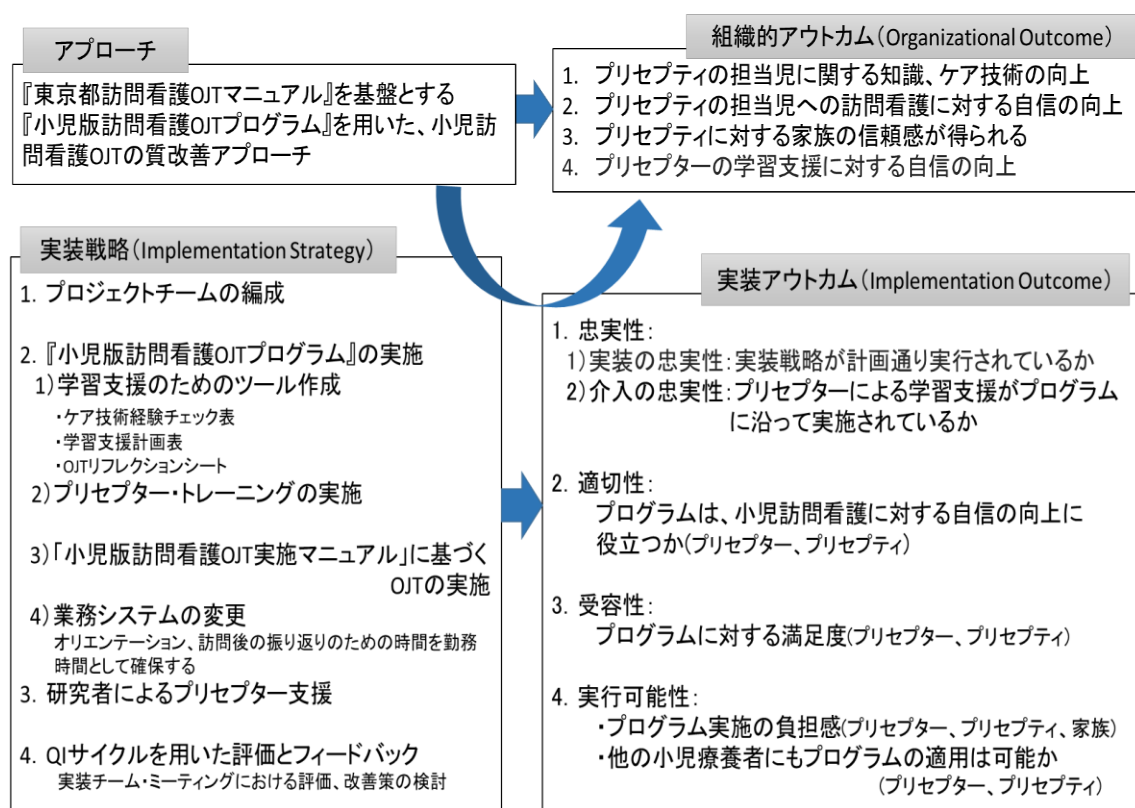 アプローチ
『東京都訪問看護OJTマニュアル』を基盤とする
『小児版訪問看護OJTプログラム』を用いた、小児訪
問看護OJTの質改善アプローチ
組織的アウトカム（Organizational Outcome）
1. プリセプティの担当児に関する知識、ケア技術の向上
2. プリセプティの担当児への訪問看護に対する自信の向上
3. プリセプティに対する家族の信頼感が得られる
4. プリセプターの学習支援に対する自信の向上
実装戦略（Implementation Strategy）
1. プロジェクトチームの編成
2.『小児版訪問看護OJTプログラム』の実施
1)学習支援のためのツール作成
・ケア技術経験チェック表
・学習支援計画表
・OJTリフレクションシート
2)プリセプター・トレーニングの実施
3)「小児版訪問看護OJT実施マニュアル」に基づく
OJTの実施
4)業務システムの変更
オリエンテーション、訪問後の振り返りのための時間を勤務
時間として確保する
3. 研究者によるプリセプター支援
4. QIサイクルを用いた評価とフィードバック
実装チーム・ミーティングにおける評価、改善策の検討
実装アウトカム（Implementation Outcome）
1. 忠実性：
1)実装の忠実性：実装戦略が計画通り実行されているか
2)介入の忠実性：プリセプターによる学習支援がプログラム
に沿って実施されているか
2. 適切性：
プログラムは、小児訪問看護に対する自信の向上に
役立つか(プリセプター、プリセプティ)
3. 受容性：
プログラムに対する満足度(プリセプター、プリセプティ)
4. 実行可能性：
・プログラム実施の負担感(プリセプター、プリセプティ、家族)
・他の小児療養者にもプログラムの適用は可能か
(プリセプター、プリセプティ)